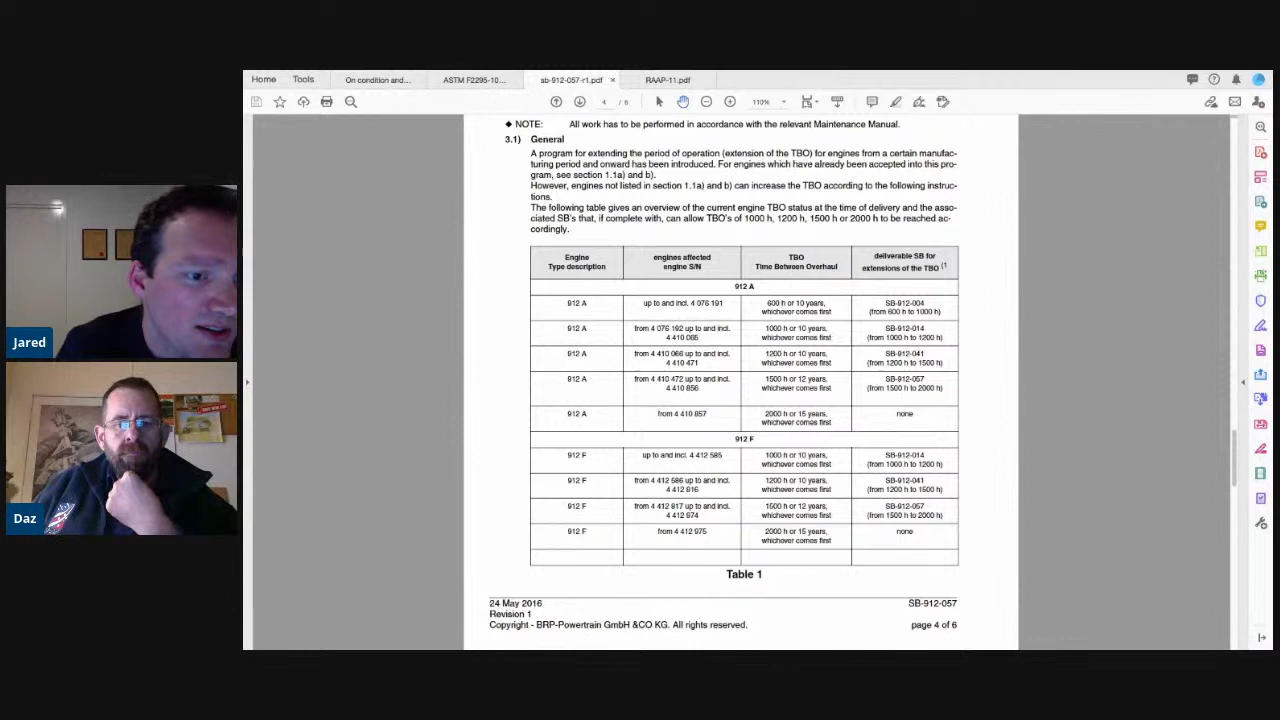 Home Tools On condition and... ASTM F2295-10... sb-912-057-r1.pdf × RAAP-11.pdf
4 / 6 110%
◆ NOTE: All work has to be performed in accordance with the relevant Maintenance Manual.
3.1) General
A program for extending the period of operation (extension of the TBO) for engines from a certain manufac-
turing period and onward has been introduced. For engines which have already been accepted into this pro-
gram, see section 1.1a) and b).
However, engines not listed in section 1.1a) and b) can increase the TBO according to the following instruc-
tions.
The following table gives an overview of the current engine TBO status at the time of delivery and the asso-
ciated SB's that, if complete with, can allow TBO's of 1000 h, 1200 h, 1500 h or 2000 h to be reached ac-
cordingly.
Engine engines affected TBO deliverable SB for
Type description engine S/N Time Between Overhaul extensions of the TBO (1
912 A
912 A up to and incl. 4 076 191 600 h or 10 years, SB-912-004
whichever comes first (from 600 h to 1000 h)
912 A from 4 076 192 up to and incl. 1000 h or 10 years, SB-912-014
4 410 065 whichever comes first (from 1000 h to 1200 h)
912 A from 4 410 066 up to and incl. 1200 h or 10 years, SB-912-041
4 410 471 whichever comes first (from 1200 h to 1500 h)
912 A from 4 410 472 up to and incl. 1500 h or 12 years, SB-912-057
4 410 856 whichever comes first (from 1500 h to 2000 h)
912 A from 4 410 857 2000 h or 15 years, none
whichever comes first
912 F
912 F up to and incl. 4 412 585 1000 h or 10 years, SB-912-014
whichever comes first (from 1000 h to 1200 h)
912 F from 4 412 586 up to and incl. 1200 h or 10 years, SB-912-041
4 412 816 whichever comes first (from 1200 h to 1500 h)
912 F from 4 412 817 up to and incl. 1500 h or 12 years, SB-912-057
4 412 974 whichever comes first (from 1500 h to 2000 h)
912 F from 4 412 975 2000 h or 15 years, none
whichever comes first
Table 1
24 May 2016 SB-912-057
Revision 1
Copyright - BRP-Powertrain GmbH &CO KG. All rights reserved. page 4 of 6
Jared
Daz